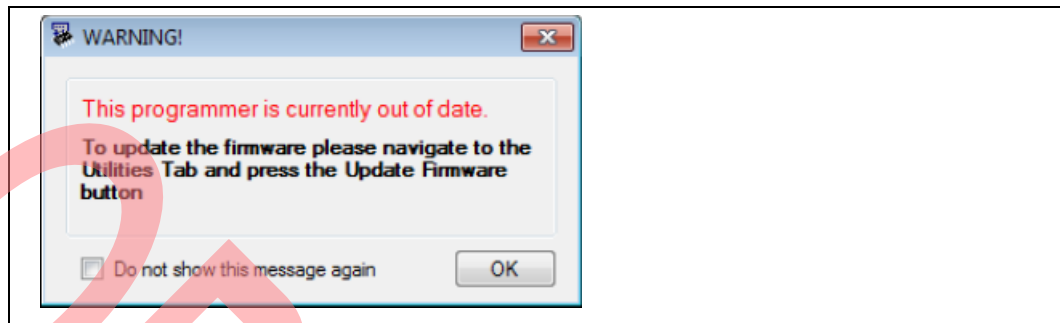 WARNING!
This programmer is currently out of date.
To update the firmware please navigate to the
Utilities Tab and press the Update Firmware
button
Do not show this message again
OK